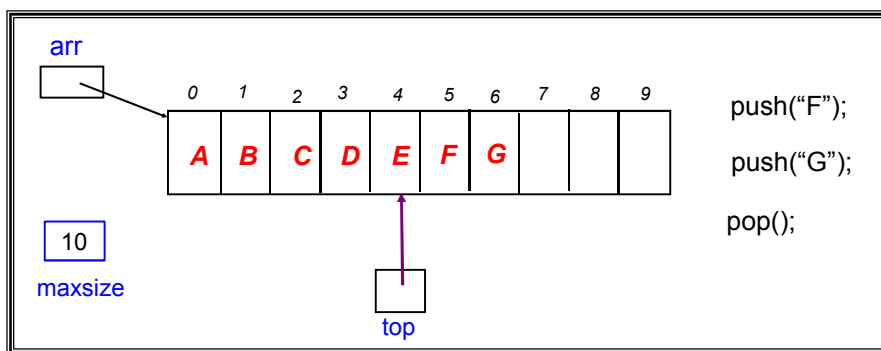 arr
0 1 2 3 4 5 6 7 8 9
A B C D E F G
push(“F”);
push(“G”);
pop();
10
maxsize
top